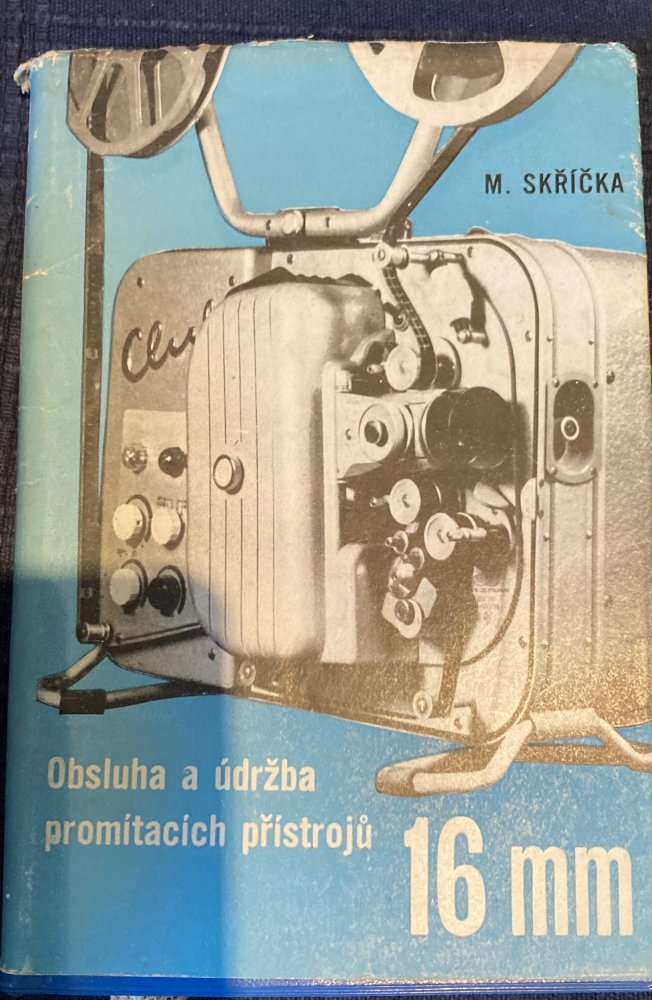 M. SKŘÍČKA
Obsluha a údržba
promítacích přístrojů
16 mm